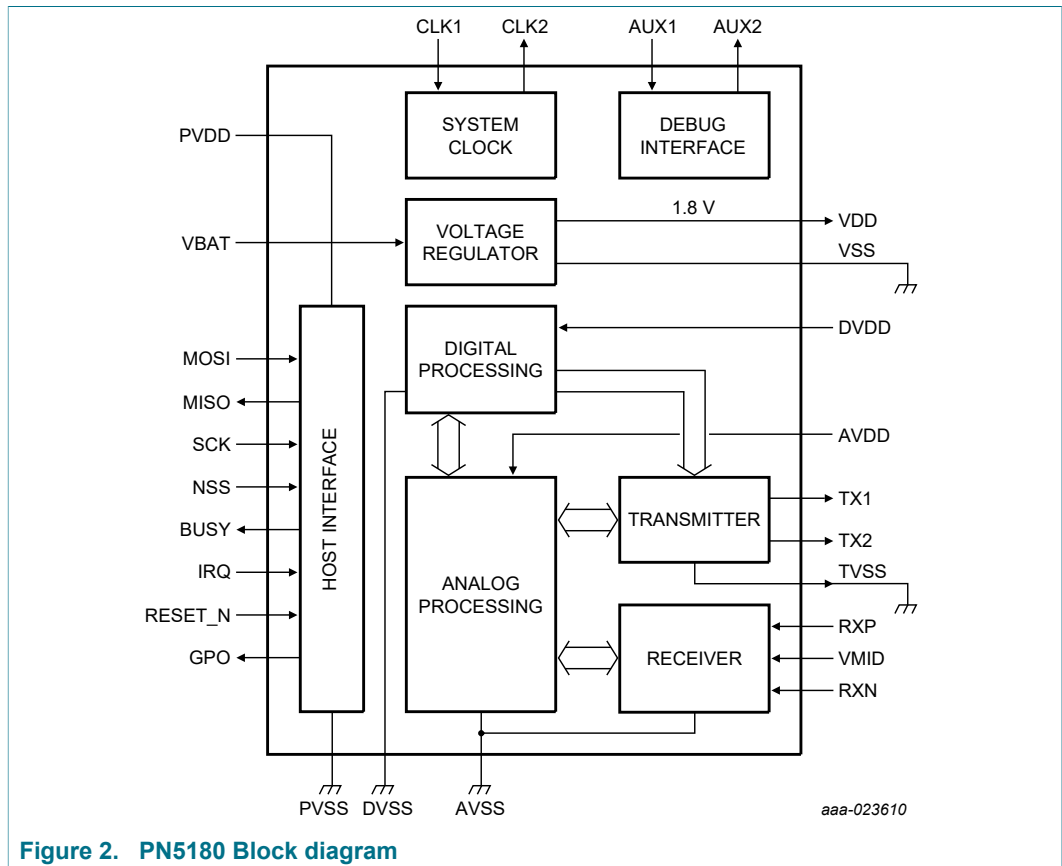 CLK1 CLK2 AUX1 AUX2
SYSTEM
CLOCK
DEBUG
INTERFACE
PVDD
1.8 V
VDD
VOLTAGE
REGULATOR
VBAT
VSS
DIGITAL
PROCESSING
DVDD
MOSI
MISO
SCK
NSS
BUSY
IRQ
RESET_N
GPO
HOST INTERFACE
AVDD
TRANSMITTER
TX1
TX2
TVSS
ANALOG
PROCESSING
RECEIVER
RXP
VMID
RXN
PVSS DVSS AVSS
aaa-023610
Figure 2. PN5180 Block diagram